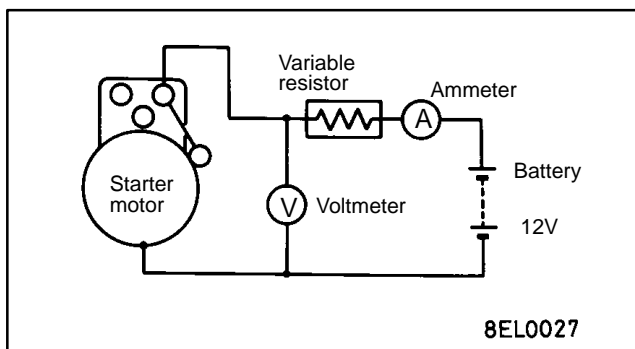 Variable
resistor
Ammeter
A
Starter
motor
V
Voltmeter
Battery
12V
8EL0027